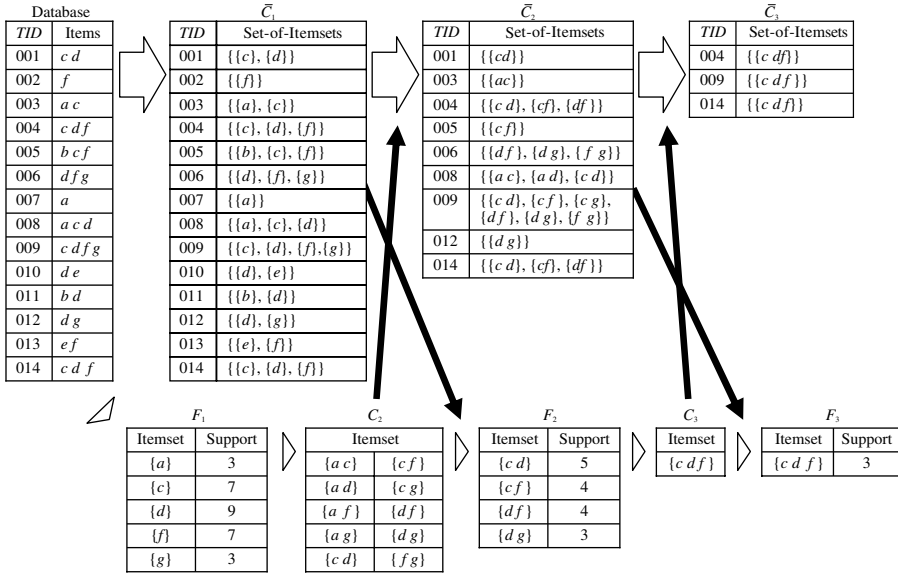 Database
TID Items
001 c d
002 f
003 a c
004 c d f
005 b c f
006 d f g
007 a
008 a c d
009 c d f g
010 d e
011 b d
012 d g
013 e f
014 c d f
C̅1
TID Set-of-Itemsets
001 {{c}, {d}}
002 {{f}}
003 {{a}, {c}}
004 {{c}, {d}, {f}}
005 {{b}, {c}, {f}}
006 {{d}, {f}, {g}}
007 {{a}}
008 {{a}, {c}, {d}}
009 {{c}, {d}, {f},{g}}
010 {{d}, {e}}
011 {{b}, {d}}
012 {{d}, {g}}
013 {{e}, {f}}
014 {{c}, {d}, {f}}
C̅2
TID Set-of-Itemsets
001 {{cd}}
003 {{ac}}
004 {{c d}, {cf}, {df}}
005 {{c f}}
006 {{d f}, {d g}, {f g}}
008 {{a c}, {a d}, {c d}}
009 {{c d}, {c f}, {c g},
{d f}, {d g}, {f g}}
012 {{d g}}
014 {{c d}, {cf}, {df}}
C̅3
TID Set-of-Itemsets
004 {{c df}}
009 {{c d f}}
014 {{c df}}
F1
Itemset Support
{a} 3
{c} 7
{d} 9
{f} 7
{g} 3
C2
Itemset
{a c} {c f}
{a d} {c g}
{a f} {d f}
{a g} {d g}
{c d} {f g}
F2
Itemset Support
{c d} 5
{c f} 4
{d f} 4
{d g} 3
C3
Itemset
{c d f}
F3
Itemset Support
{c d f} 3